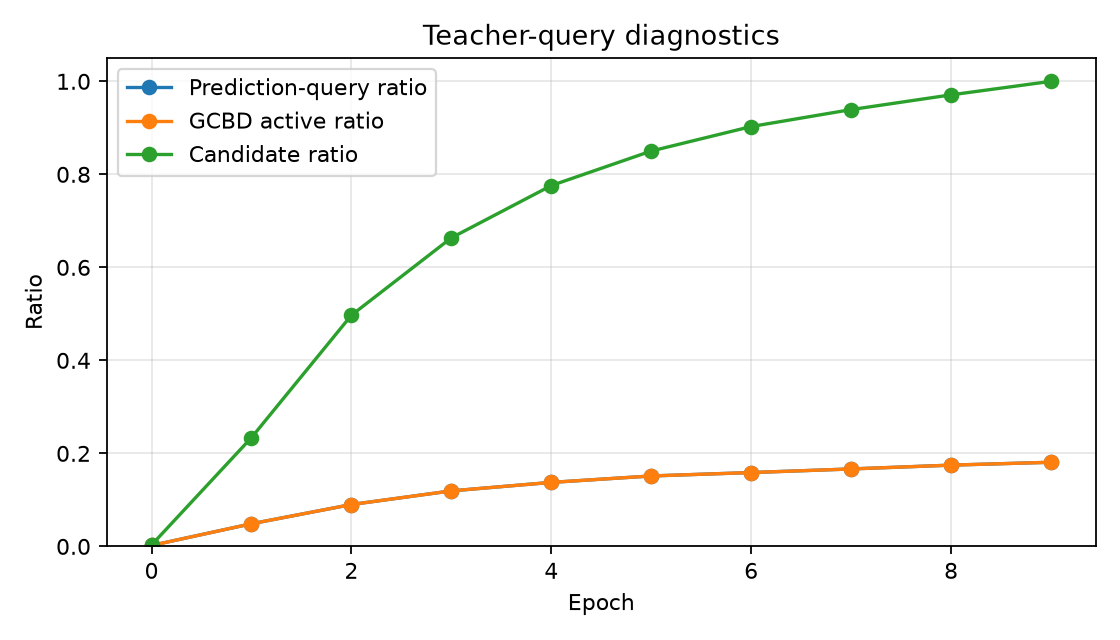 Teacher-query diagnostics
Prediction-query ratio
GCBD active ratio
Candidate ratio
1.0
0.8
0.6
0.4
0.2
0.0
Ratio
0 2 4 6 8
Epoch